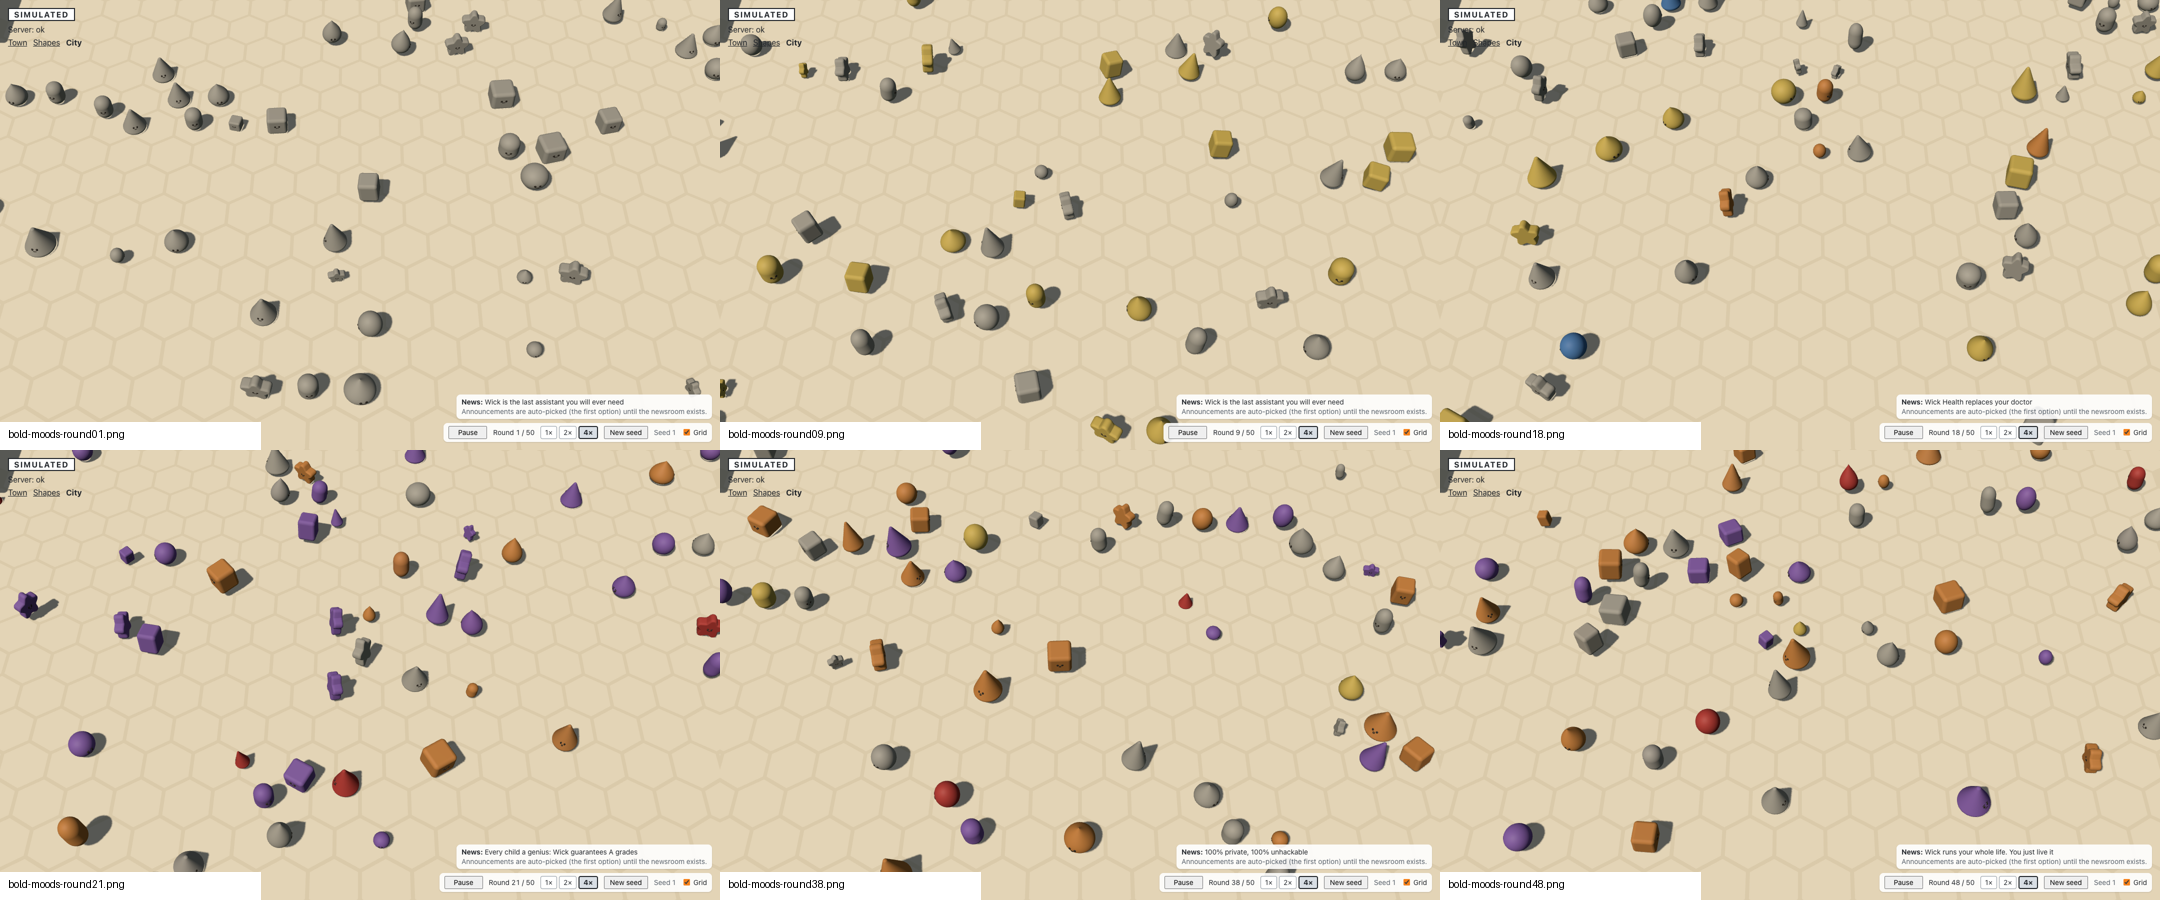 SIMULATED
Server: ok
Town Shapes City
News: Wick is the last assistant you will ever need
Announcements are auto-picked (the first option) until the newsroom exists.
Pause Round 1 / 50 1× 2× 4× New seed Seed 1 Grid
bold-moods-round01.png
SIMULATED
Server: ok
Town Shapes City
News: Wick is the last assistant you will ever need
Announcements are auto-picked (the first option) until the newsroom exists.
Pause Round 9 / 50 1× 2× 4× New seed Seed 1 Grid
bold-moods-round09.png
SIMULATED
Server: ok
Town Shapes City
News: Wick Health replaces your doctor
Announcements are auto-picked (the first option) until the newsroom exists.
Pause Round 18 / 50 1× 2× 4× New seed Seed 1 Grid
bold-moods-round18.png
SIMULATED
Server: ok
Town Shapes City
News: Every child a genius: Wick guarantees A grades
Announcements are auto-picked (the first option) until the newsroom exists.
Pause Round 21 / 50 1× 2× 4× New seed Seed 1 Grid
bold-moods-round21.png
SIMULATED
Server: ok
Town Shapes City
News: 100% private, 100% unhackable
Announcements are auto-picked (the first option) until the newsroom exists.
Pause Round 38 / 50 1× 2× 4× New seed Seed 1 Grid
bold-moods-round38.png
SIMULATED
Server: ok
Town Shapes City
News: Wick runs your whole life. You just live it
Announcements are auto-picked (the first option) until the newsroom exists.
Pause Round 48 / 50 1× 2× 4× New seed Seed 1 Grid
bold-moods-round48.png